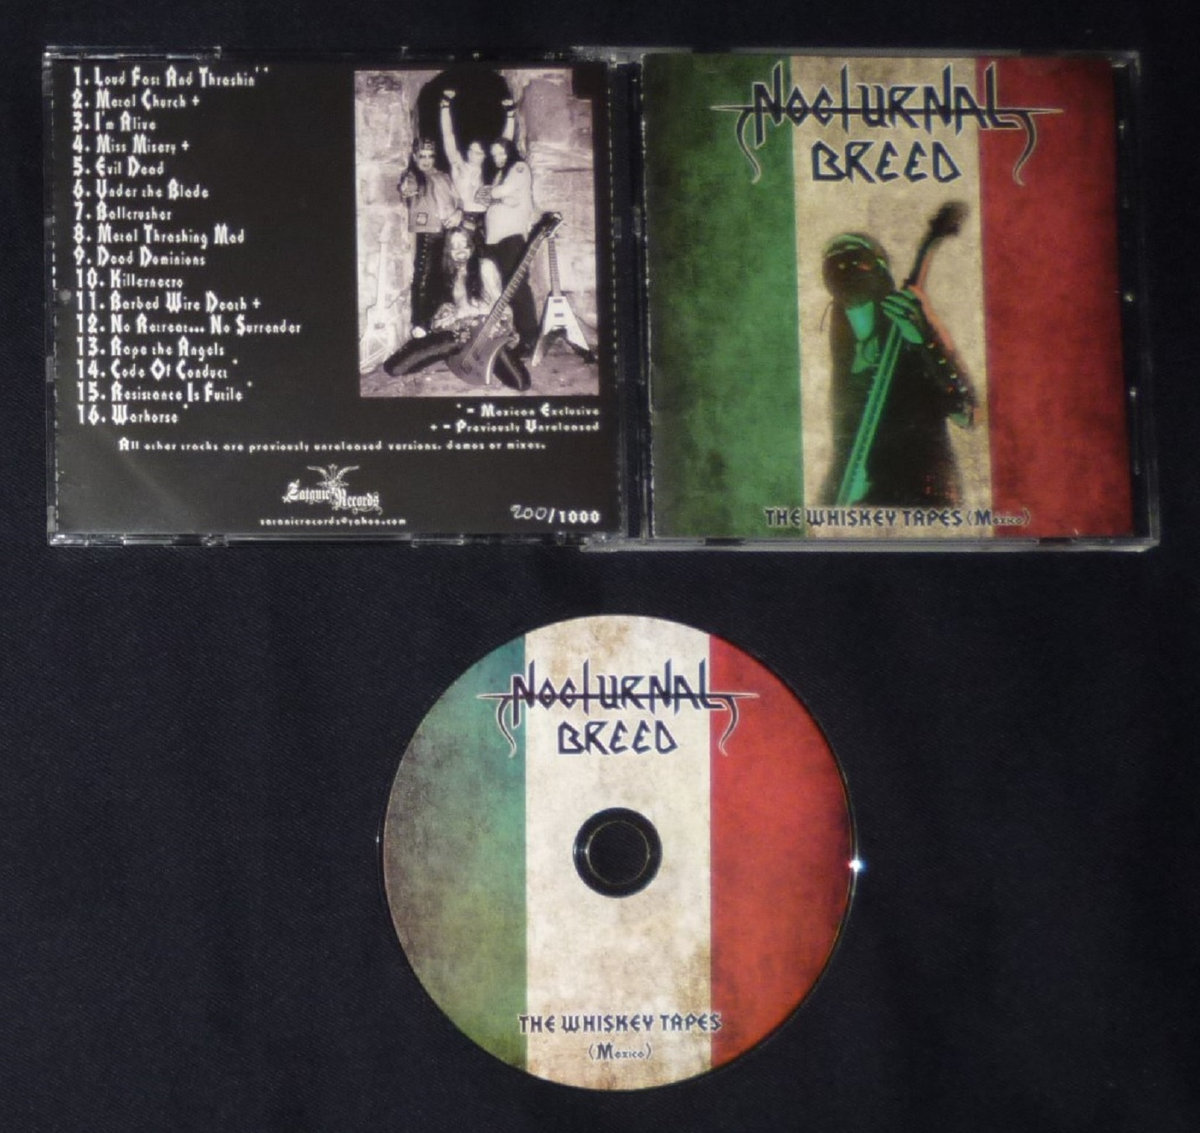 1. Loud Fast And Thrashin' *
2. Metal Church +
3. I'm Alive
4. Miss Misery +
5. Evil Dead
6. Under the Blade
7. Ballcrusher
8. Metal Thrashing Mad
9. Dead Dominions
10. Killernecro
11. Barbed Wire Death +
12. No Retreat... No Surrender
13. Rape the Angels
14. Code Of Conduct *
15. Resistance Is Futile *
16. Warhorse *
* = Mexican Exclusive
+ = Previously Unreleased
All other tracks are previously unreleased versions, demos or mixes.
Satanic Records
satanicrecords@yahoo.com
200/1000
NOCTURNAL
BREED
THE WHISKEY TAPES (Mexico)
NOCTURNAL
BREED
THE WHISKEY TAPES
(Mexico)